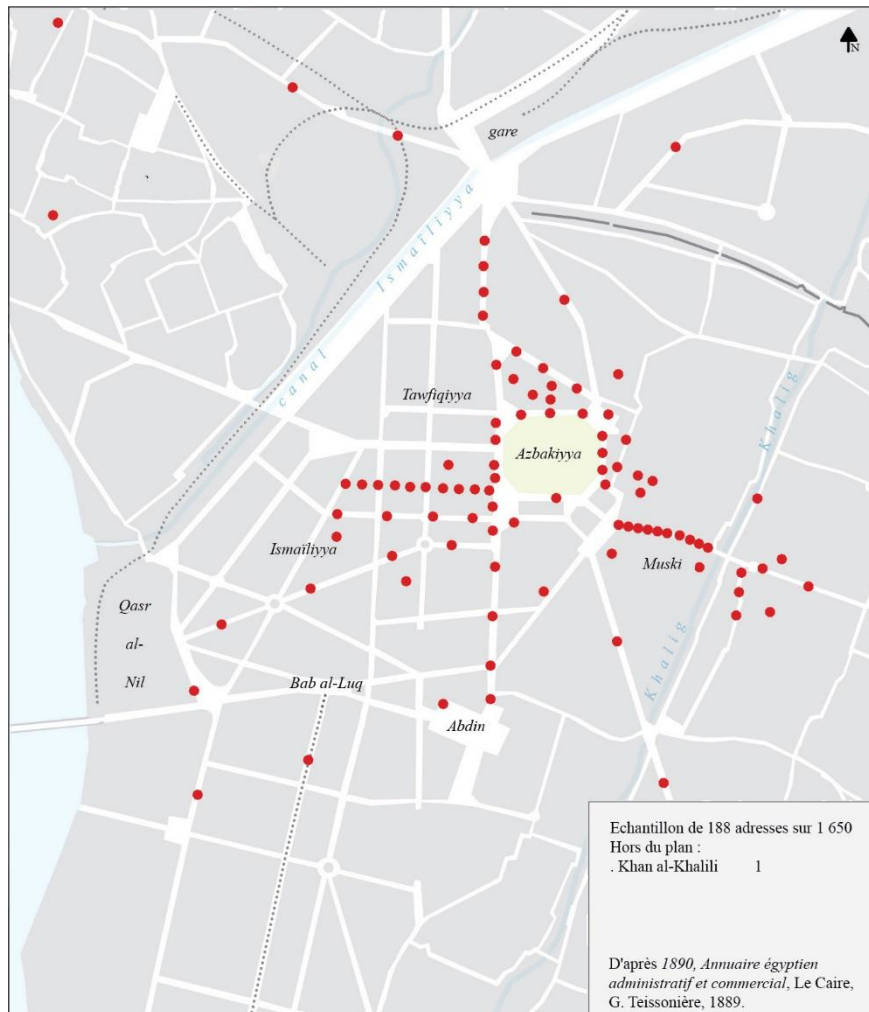 N
gare
canal Ismaïliyya
Tawfiqiyya
Khalig
Azbakiyya
Ismaïliyya
Muski
Qasr
al-
Nil
Khalig
Bab al-Luq
Abdin
Echantillon de 188 adresses sur 1 650
Hors du plan :
. Khan al-Khalili 1
D'après 1890, Annuaire égyptien
administratif et commercial, Le Caire,
G. Teissonière, 1889.